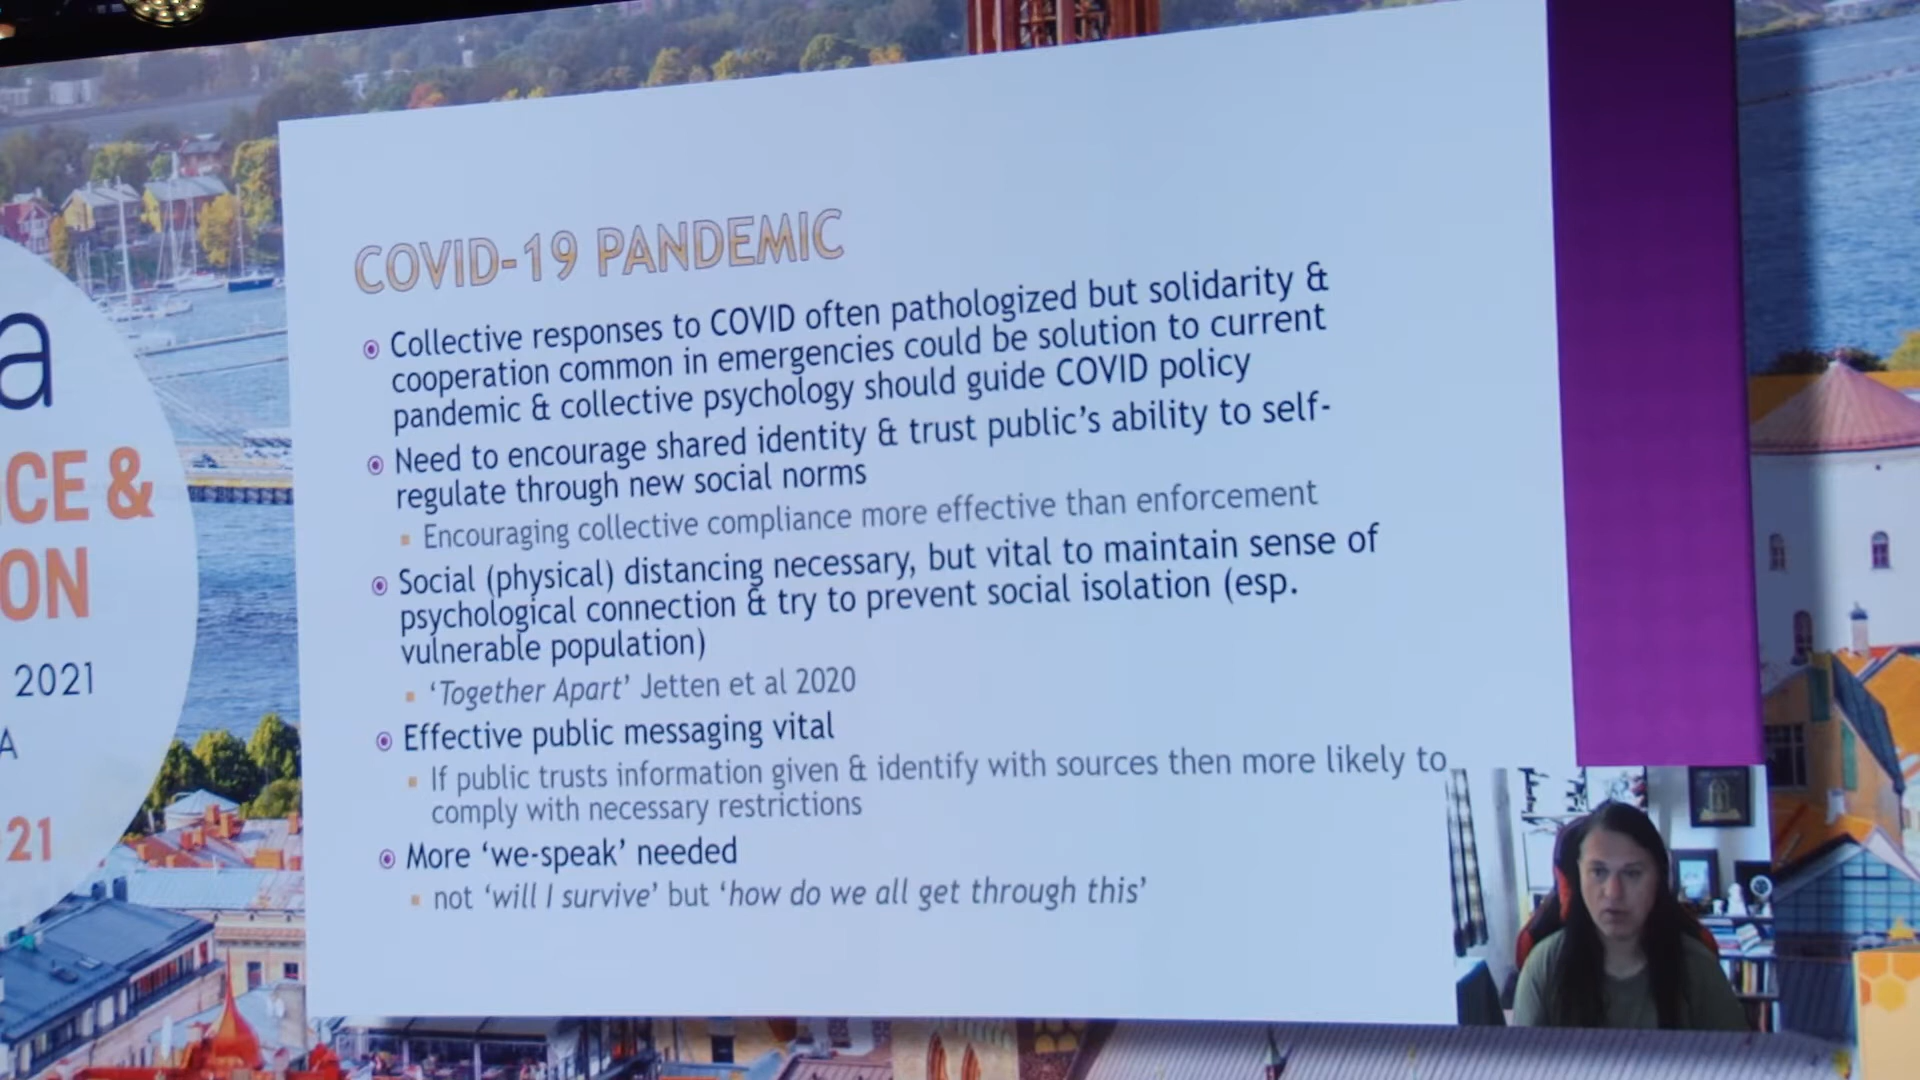 COVID-19 PANDEMIC
Collective responses to COVID often pathologized but solidarity &
cooperation common in emergencies could be solution to current
pandemic & collective psychology should guide COVID policy
Need to encourage shared identity & trust public's ability to self-
regulate through new social norms
Encouraging collective compliance more effective than enforcement
Social (physical) distancing necessary, but vital to maintain sense of
psychological connection & try to prevent social isolation (esp.
vulnerable population)
'Together Apart' Jetten et al 2020
Effective public messaging vital
If public trusts information given & identify with sources then more likely to
comply with necessary restrictions
More 'we-speak' needed
not 'will I survive' but 'how do we all get through this'
a
CE &
ON
2021
A
21